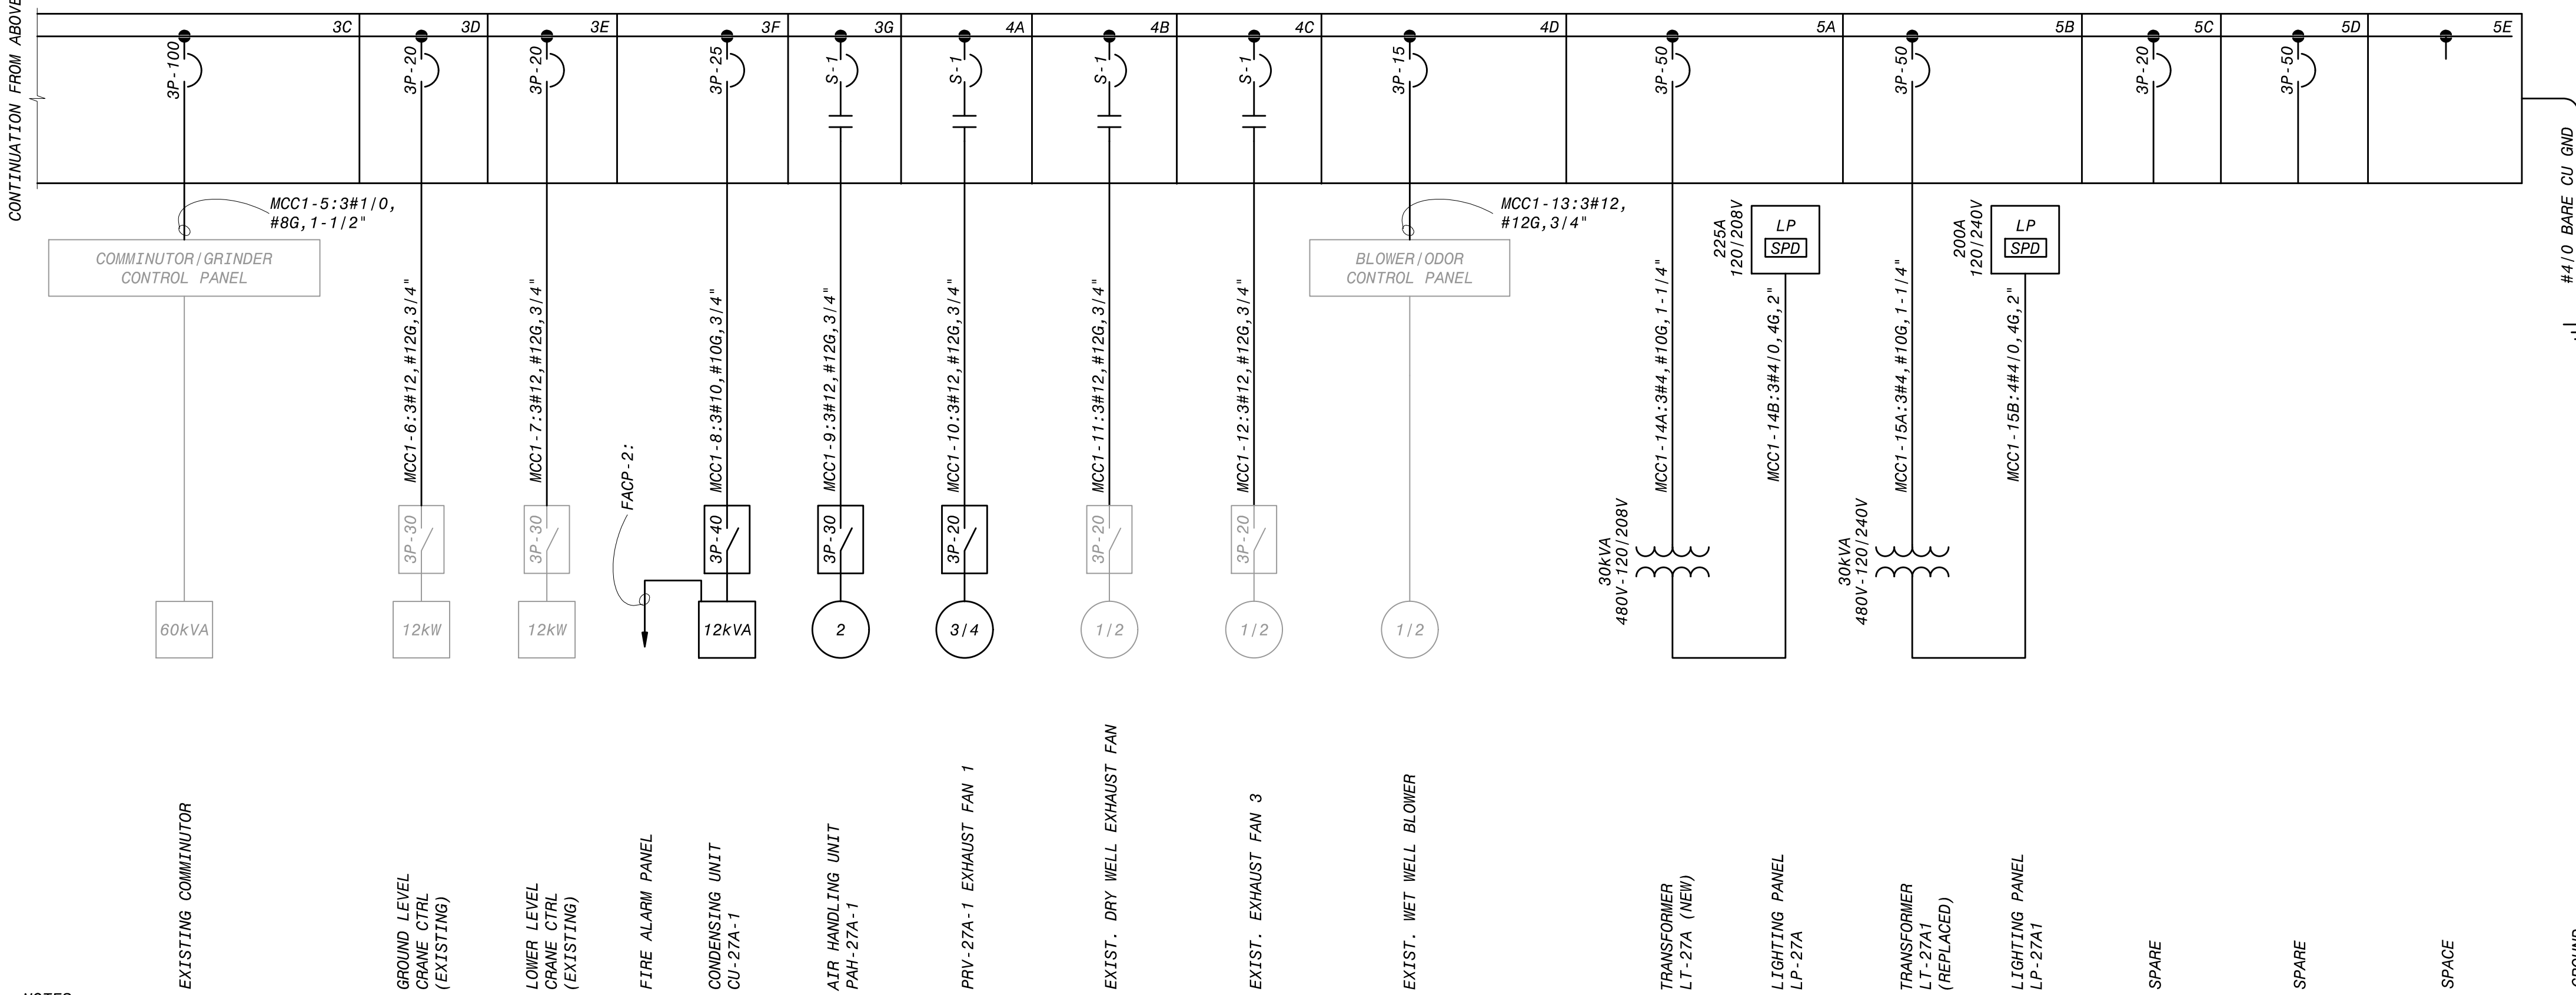 CONTINUATION FROM ABOVE
3C
3D
3E
3F
3G
4A
4B
4C
4D
5A
5B
5C
5D
5E
3P-100
3P-20
3P-20
3P-25
S-1
S-1
S-1
S-1
3P-15
3P-50
3P-50
3P-20
3P-50
#4/0 BARE CU GND
MCC1-5:3#1/0,
#8G,1-1/2"
COMMINUTOR/GRINDER
CONTROL PANEL
MCC1-6:3#12,#12G,3/4"
MCC1-7:3#12,#12G,3/4"
FACP-2:
MCC1-8:3#10,#10G,3/4"
MCC1-9:3#12,#12G,3/4"
MCC1-10:3#12,#12G,3/4"
MCC1-11:3#12,#12G,3/4"
MCC1-12:3#12,#12G,3/4"
MCC1-13:3#12,
#12G,3/4"
BLOWER/ODOR
CONTROL PANEL
MCC1-14A:3#4,#10G,1-1/4"
225A
120/208V
LP
SPD
MCC1-14B:3#4/0,4G,2"
MCC1-15A:3#4,#10G,1-1/4"
200A
120/240V
LP
SPD
MCC1-15B:4#4/0,4G,2"
3P-30
3P-30
3P-40
3P-30
3P-20
3P-20
3P-20
30kVA
480V-120/208V
30kVA
480V-120/240V
60kVA
12kW
12kW
12kVA
2
3/4
1/2
1/2
1/2
EXISTING COMMINUTOR
GROUND LEVEL
CRANE CTRL
(EXISTING)
LOWER LEVEL
CRANE CTRL
(EXISTING)
FIRE ALARM PANEL
CONDENSING UNIT
CU-27A-1
AIR HANDLING UNIT
PAH-27A-1
PRV-27A-1 EXHAUST FAN 1
EXIST. DRY WELL EXHAUST FAN
EXIST. EXHAUST FAN 3
EXIST. WET WELL BLOWER
TRANSFORMER
LT-27A (NEW)
LIGHTING PANEL
LP-27A
TRANSFORMER
LT-27A1
(REPLACED)
LIGHTING PANEL
LP-27A1
SPARE
SPARE
SPACE